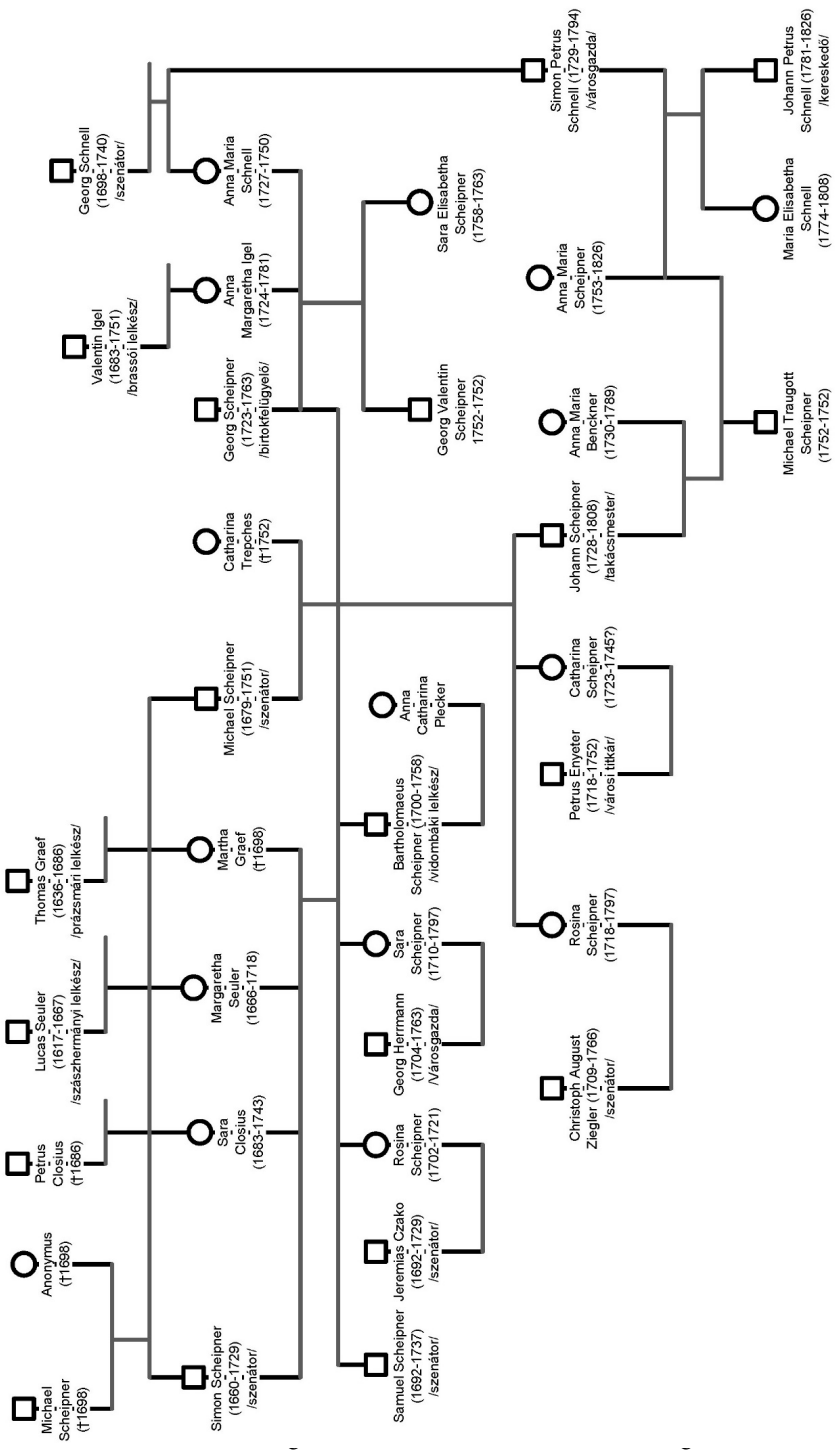 Michael
Scheipner
(†1698)
Anonymus
(†1698)
Petrus
Closius
(†1686)
Lucas Seuler
(1617-1667)
/szászhermányi lelkész/
Thomas Graef
(1636-1686)
/prázsmári lelkész/
Valentin Igel
(1683-1751)
/brassói lelkész/
Georg Schnell
(1698-1740)
/szenátor/
Simon Scheipner
(1660-1729)
/szenátor/
Sara
Closius
(1683-1743)
Margaretha
Seuler
(1666-1718)
Martha
Graef
(†1698)
Michael Scheipner
(1679-1751)
/szenátor/
Catharina
Trepches
(†1752)
Georg Scheipner
(1723-1763)
/birtokfelügyelő/
Anna
Margaretha Igel
(1724-1781)
Anna Maria
Schnell
(1727-1750)
Samuel Scheipner
(1692-1737)
/szenátor/
Jeremias Czako
(1692-1729)
/szenátor/
Rosina
Scheipner
(1702-1721)
Georg Herrmann
(1704-1763)
/Városgazda/
Sara
Scheipner
(1710-1797)
Bartholomaeus
Scheipner (1700-1758)
/vidombáki lelkész/
Anna
Catharina
Plecker
Georg Valentin
Scheipner
1752-1752)
Sara Elisabetha
Scheipner
(1758-1763)
Christoph August
Ziegler (1709-1766)
/szenátor/
Rosina
Scheipner
(1718-1797)
Petrus Enyeter
(1718-1752)
/városi titkár/
Catharina
Scheipner
(1723-1745?)
Johann Scheipner
(1728-1808)
/takácsmester/
Anna Maria
Benckner
(1730-1789)
Anna Maria
Scheipner
(1753-1826)
Simon Petrus
Schnell (1729-1794)
/városgazda/
Michael Traugott
Scheipner
(1752-1752)
Maria Elisabetha
Schnell
(1774-1808)
Johann Petrus
Schnell (1781-1826)
/kereskedő/